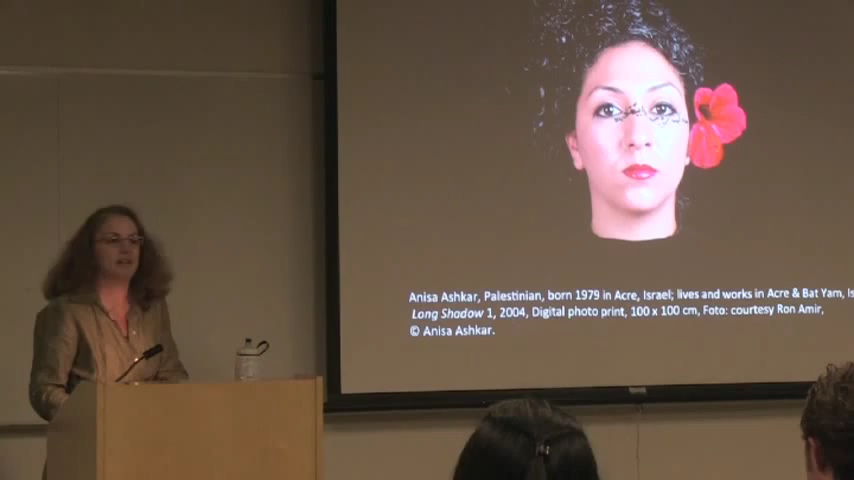 Anisa Ashkar, Palestinian, born 1979 in Acre, Israel; lives and works in Acre & Bat Yam, Is
Long Shadow 1, 2004, Digital photo print, 100 x 100 cm, Foto: courtesy Ron Amir,
© Anisa Ashkar.